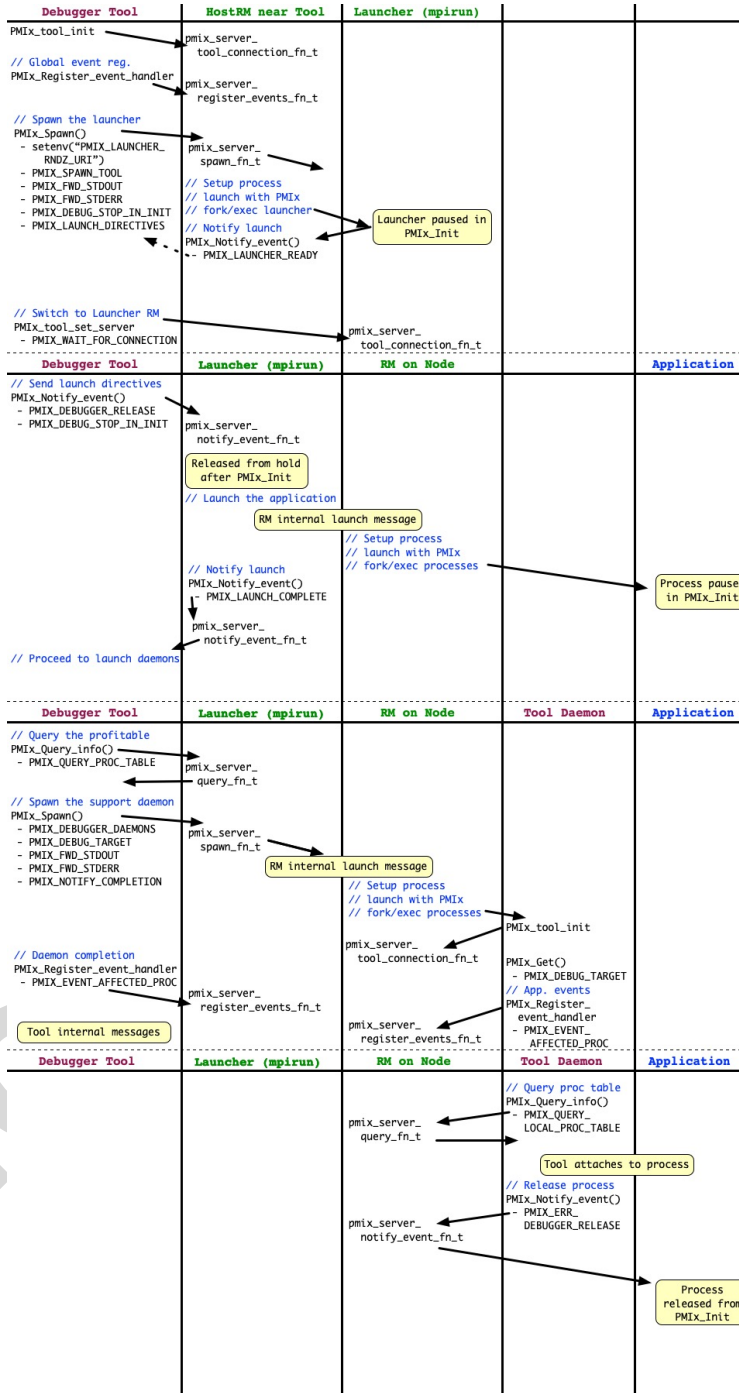 Debugger Tool
HostRM near Tool
Launcher (mpirun)
PMIx_tool_init
pmix_server_
tool_connection_fn_t
// Global event reg.
PMIx_Register_event_handler
pmix_server_
register_events_fn_t
// Spawn the launcher
PMIx_Spawn()
- setenv(“PMIX_LAUNCHER_
RNDZ_URI”)
- PMIX_SPAWN_TOOL
- PMIX_FWD_STDOUT
- PMIX_FWD_STDERR
- PMIX_DEBUG_STOP_IN_INIT
- PMIX_LAUNCH_DIRECTIVES
pmix_server_
spawn_fn_t
// Setup process
// launch with PMIx
// fork/exec launcher
Launcher paused in
PMIx_Init
// Notify launch
PMIx_Notify_event()
- PMIX_LAUNCHER_READY
// Switch to Launcher RM
PMIx_tool_set_server
- PMIX_WAIT_FOR_CONNECTION
pmix_server_
tool_connection_fn_t
Debugger Tool
Launcher (mpirun)
RM on Node
Application
// Send launch directives
PMIx_Notify_event()
- PMIX_DEBUGGER_RELEASE
- PMIX_DEBUG_STOP_IN_INIT
pmix_server_
notify_event_fn_t
Released from hold
after PMIx_Init
// Launch the application
RM internal launch message
// Setup process
// launch with PMIx
// fork/exec processes
Process pause
in PMIx_Init
// Notify launch
PMIx_Notify_event()
- PMIX_LAUNCH_COMPLETE
pmix_server_
notify_event_fn_t
// Proceed to launch daemons
Debugger Tool
Launcher (mpirun)
RM on Node
Tool Daemon
Application
// Query the profitable
PMIx_Query_info()
- PMIX_QUERY_PROC_TABLE
pmix_server_
query_fn_t
// Spawn the support daemon
PMIx_Spawn()
- PMIX_DEBUGGER_DAEMONS
- PMIX_DEBUG_TARGET
- PMIX_FWD_STDOUT
- PMIX_FWD_STDERR
- PMIX_NOTIFY_COMPLETION
pmix_server_
spawn_fn_t
RM internal launch message
// Setup process
// launch with PMIx
// fork/exec processes
PMIx_tool_init
pmix_server_
tool_connection_fn_t
PMIx_Get()
- PMIX_DEBUG_TARGET
// Daemon completion
PMIx_Register_event_handler
- PMIX_EVENT_AFFECTED_PROC
pmix_server_
register_events_fn_t
// App. events
PMIx_Register_
event_handler
- PMIX_EVENT_
AFFECTED_PROC
pmix_server_
register_events_fn_t
Tool internal messages
Debugger Tool
Launcher (mpirun)
RM on Node
Tool Daemon
Application
// Query proc table
PMIx_Query_info()
- PMIX_QUERY_
LOCAL_PROC_TABLE
pmix_server_
query_fn_t
Tool attaches to process
// Release process
PMIx_Notify_event()
- PMIX_ERR_
DEBUGGER_RELEASE
pmix_server_
notify_event_fn_t
Process
released from
PMIx_Init